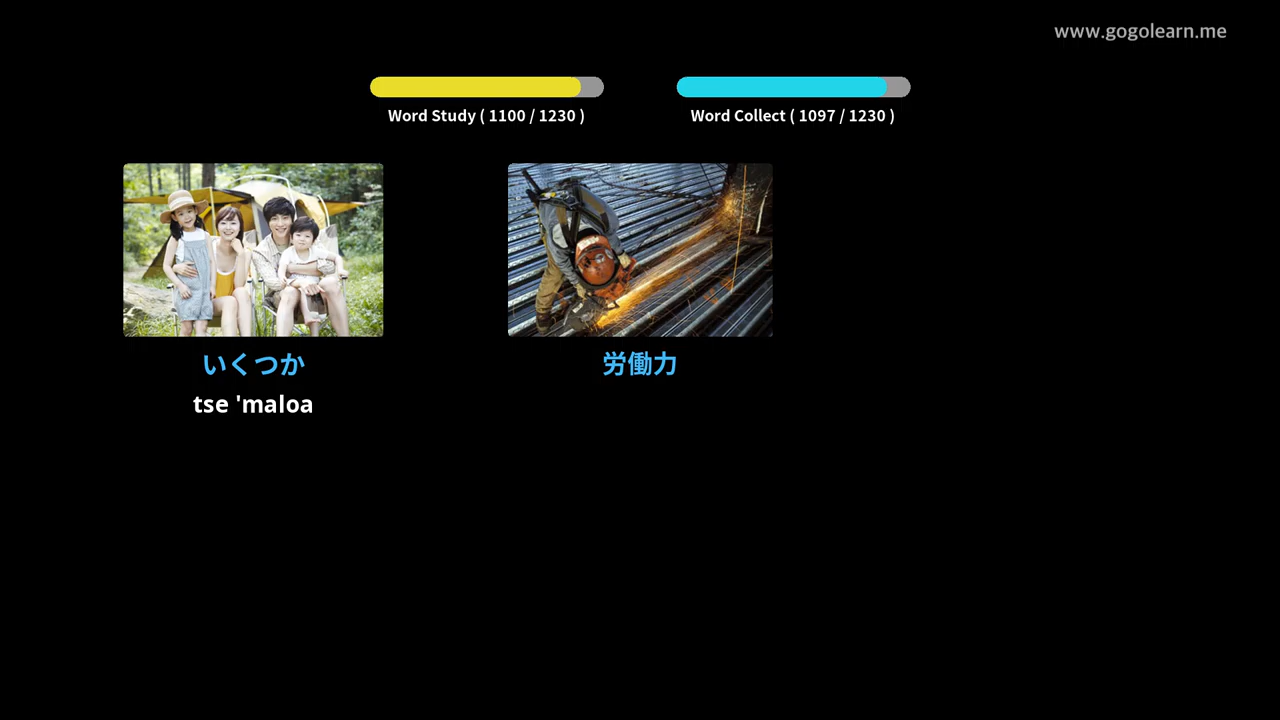 www.gogolearn.me
Word Study ( 1100 / 1230 )
Word Collect ( 1097 / 1230 )
いくつか
労働力
tse 'maloa